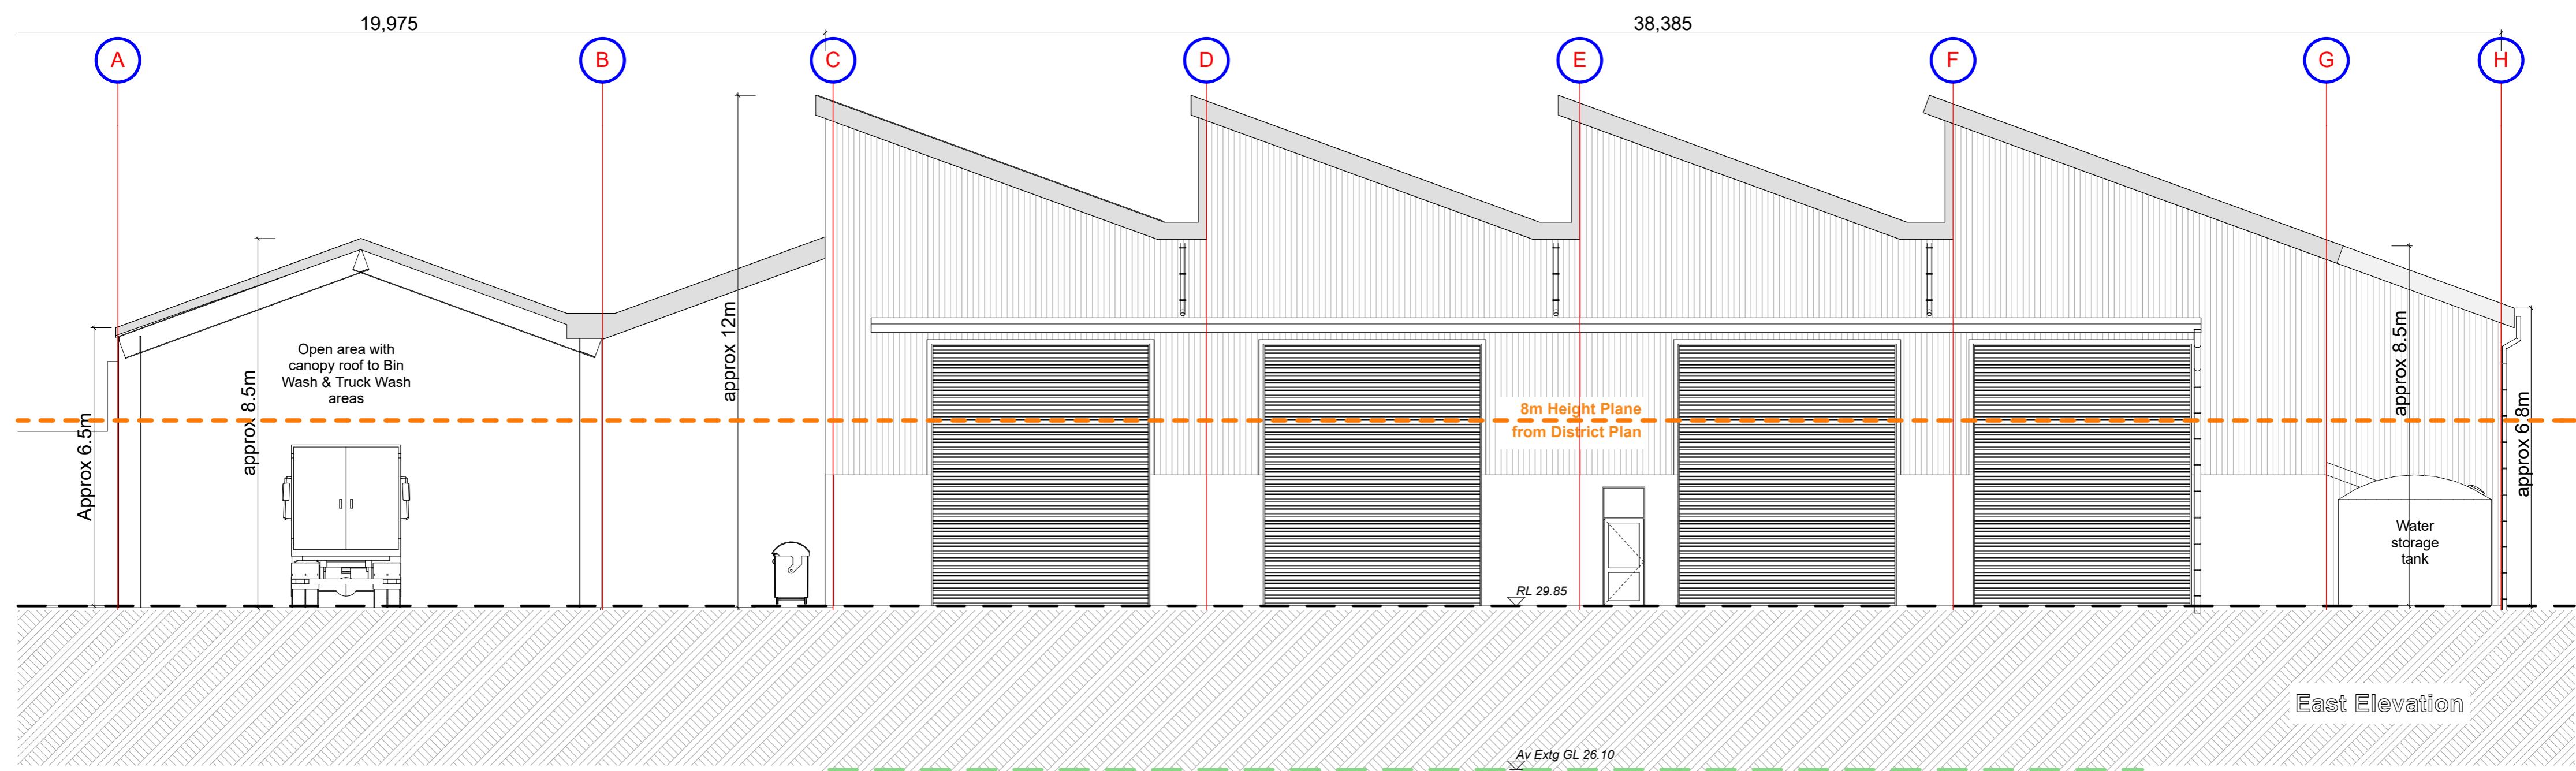 19,975
38,385
A
B
C
D
E
F
G
H
Approx 6.5m
approx 8.5m
Open area with
canopy roof to Bin
Wash & Truck Wash
areas
approx 12m
8m Height Plane
from District Plan
approx 8.5m
approx 6.8m
Water
storage
tank
RL 29.85
East Elevation
Av Extg GL 26.10